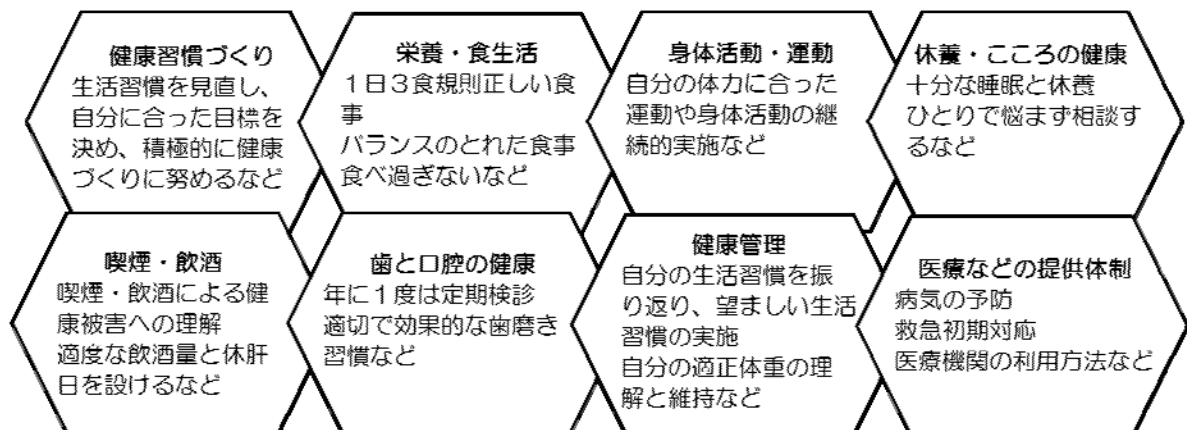 健康習慣づくり
生活習慣を見直し、
自分に合った目標を
決め、積極的に健康
づくりに努めるなど
栄養・食生活
１日３食規則正しい食
事
バランスのとれた食事
食べ過ぎないなど
身体活動・運動
自分の体力に合った
運動や身体活動の継
続的実施など
休養・こころの健康
十分な睡眠と休養
ひとりで悩まず相談す
るなど
喫煙・飲酒
喫煙・飲酒による健
康被害への理解
適度な飲酒量と休肝
日を設けるなど
歯と口腔の健康
年に１度は定期検診
適切で効果的な歯磨き
習慣など
健康管理
自分の生活習慣を振
り返り、望ましい生活
習慣の実施
自分の適正体重の理
解と維持など
医療などの提供体制
病気の予防
救急初期対応
医療機関の利用方法など